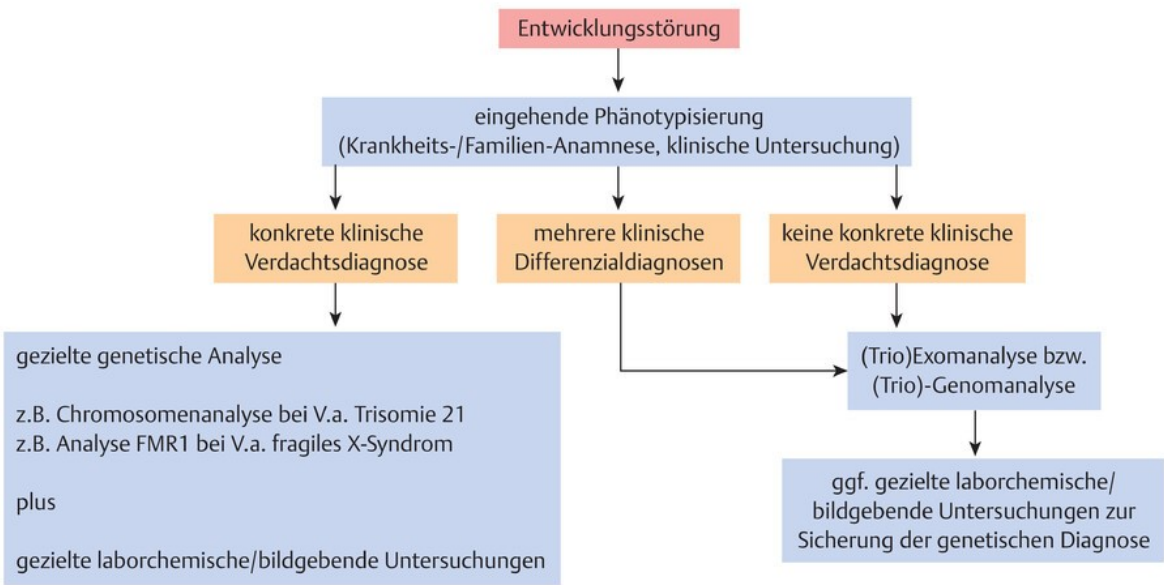 Entwicklungsstörung
eingehende Phänotypisierung
(Krankheits-/Familien-Anamnese, klinische Untersuchung)
konkrete klinische
Verdachtsdiagnose
mehrere klinische
Differenzialdiagnosen
keine konkrete klinische
Verdachtsdiagnose
gezielte genetische Analyse
z.B. Chromosomenanalyse bei V.a. Trisomie 21
z.B. Analyse FMR1 bei V.a. fragiles X-Syndrom
plus
gezielte laborchemische/bildgebende Untersuchungen
(Trio)Exomanalyse bzw.
(Trio)-Genomanalyse
ggf. gezielte laborchemische/
bildgebende Untersuchungen zur
Sicherung der genetischen Diagnose